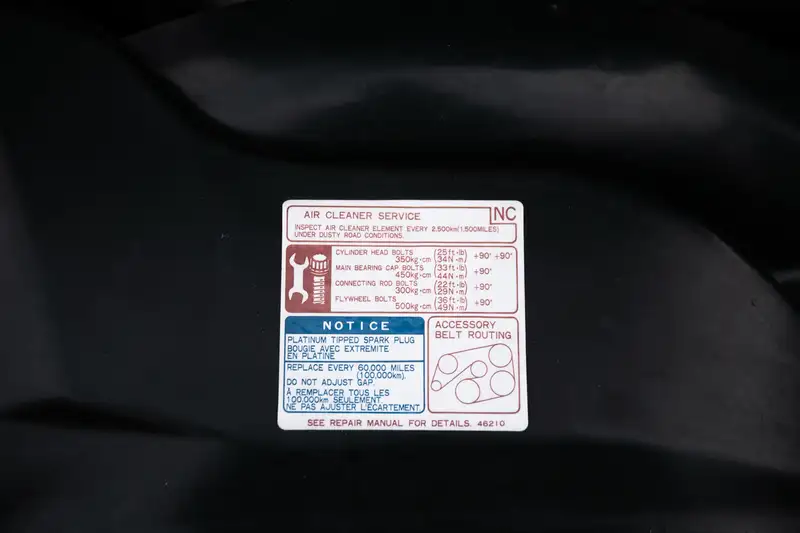 AIR CLEANER SERVICE NC
INSPECT AIR CLEANER ELEMENT EVERY 2,500km(1,500MILES)
UNDER DUSTY ROAD CONDITIONS.
CYLINDER HEAD BOLTS (25ft·lb)
350kg·cm (34N·m) +90° +90°
MAIN BEARING CAP BOLTS (33ft·lb)
450kg·cm (44N·m) +90°
CONNECTING ROD BOLTS (22ft·lb)
300kg·cm (29N·m) +90°
FLYWHEEL BOLTS (36ft·lb)
500kg·cm (49N·m) +90°
NOTICE
PLATINUM TIPPED SPARK PLUG
BOUGIE AVEC EXTREMITE
EN PLATINE
REPLACE EVERY 60,000 MILES
(100,000km).
DO NOT ADJUST GAP.
À REMPLACER TOUS LES
100,000km SEULEMENT.
NE PAS AJUSTER L'ÉCARTEMENT.
ACCESSORY
BELT ROUTING
SEE REPAIR MANUAL FOR DETAILS. 46210